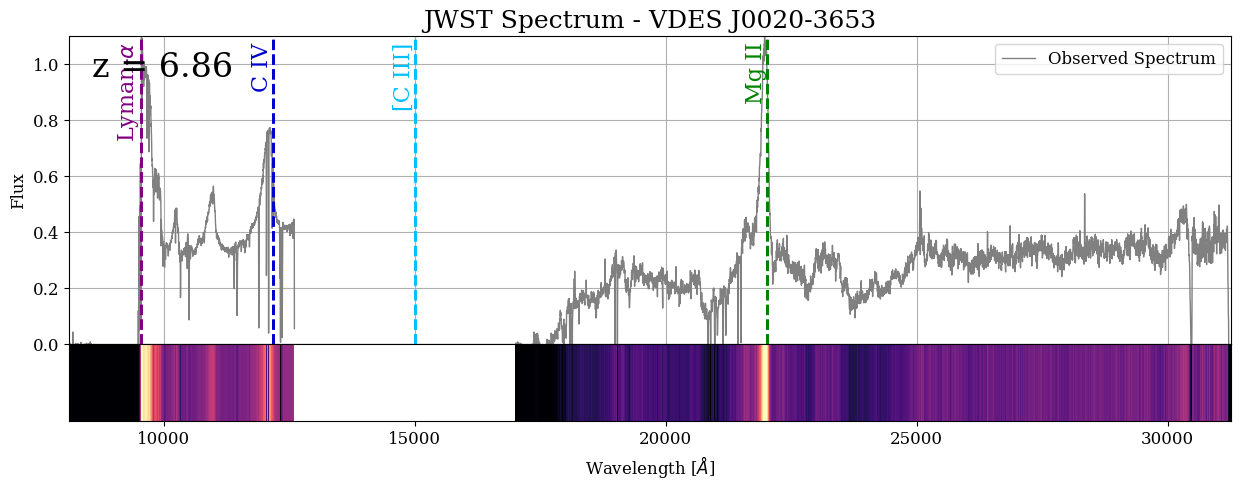 JWST Spectrum - VDES J0020-3653
z = 6.86
Lyman-α
C IV
[C III]
Mg II
Observed Spectrum
Flux
1.0
0.8
0.6
0.4
0.2
0.0
10000
15000
20000
25000
30000
Wavelength [Å]